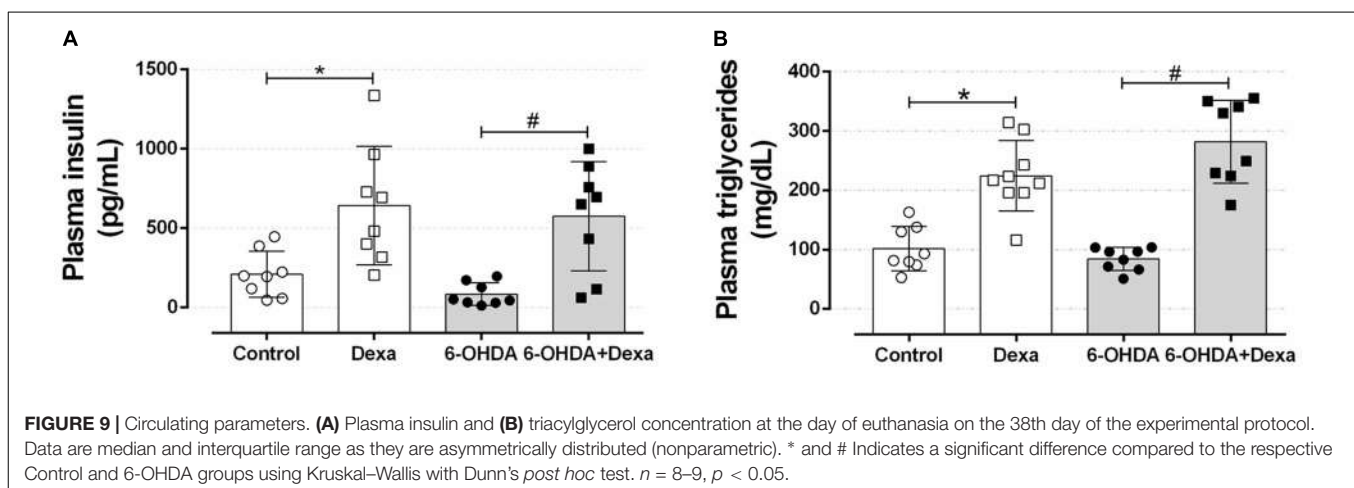 A
Plasma insulin
(pg/mL)
1500
1000
500
0
*
#
Control
Dexa
6-OHDA
6-OHDA+Dexa
B
Plasma triglycerides
(mg/dL)
400
300
200
100
0
*
#
Control
Dexa
6-OHDA
6-OHDA+Dexa
FIGURE 9 | Circulating parameters. (A) Plasma insulin and (B) triacylglycerol concentration at the day of euthanasia on the 38th day of the experimental protocol.
Data are median and interquartile range as they are asymmetrically distributed (nonparametric). * and # Indicates a significant difference compared to the respective
Control and 6-OHDA groups using Kruskal–Wallis with Dunn's post hoc test. n = 8–9, p < 0.05.